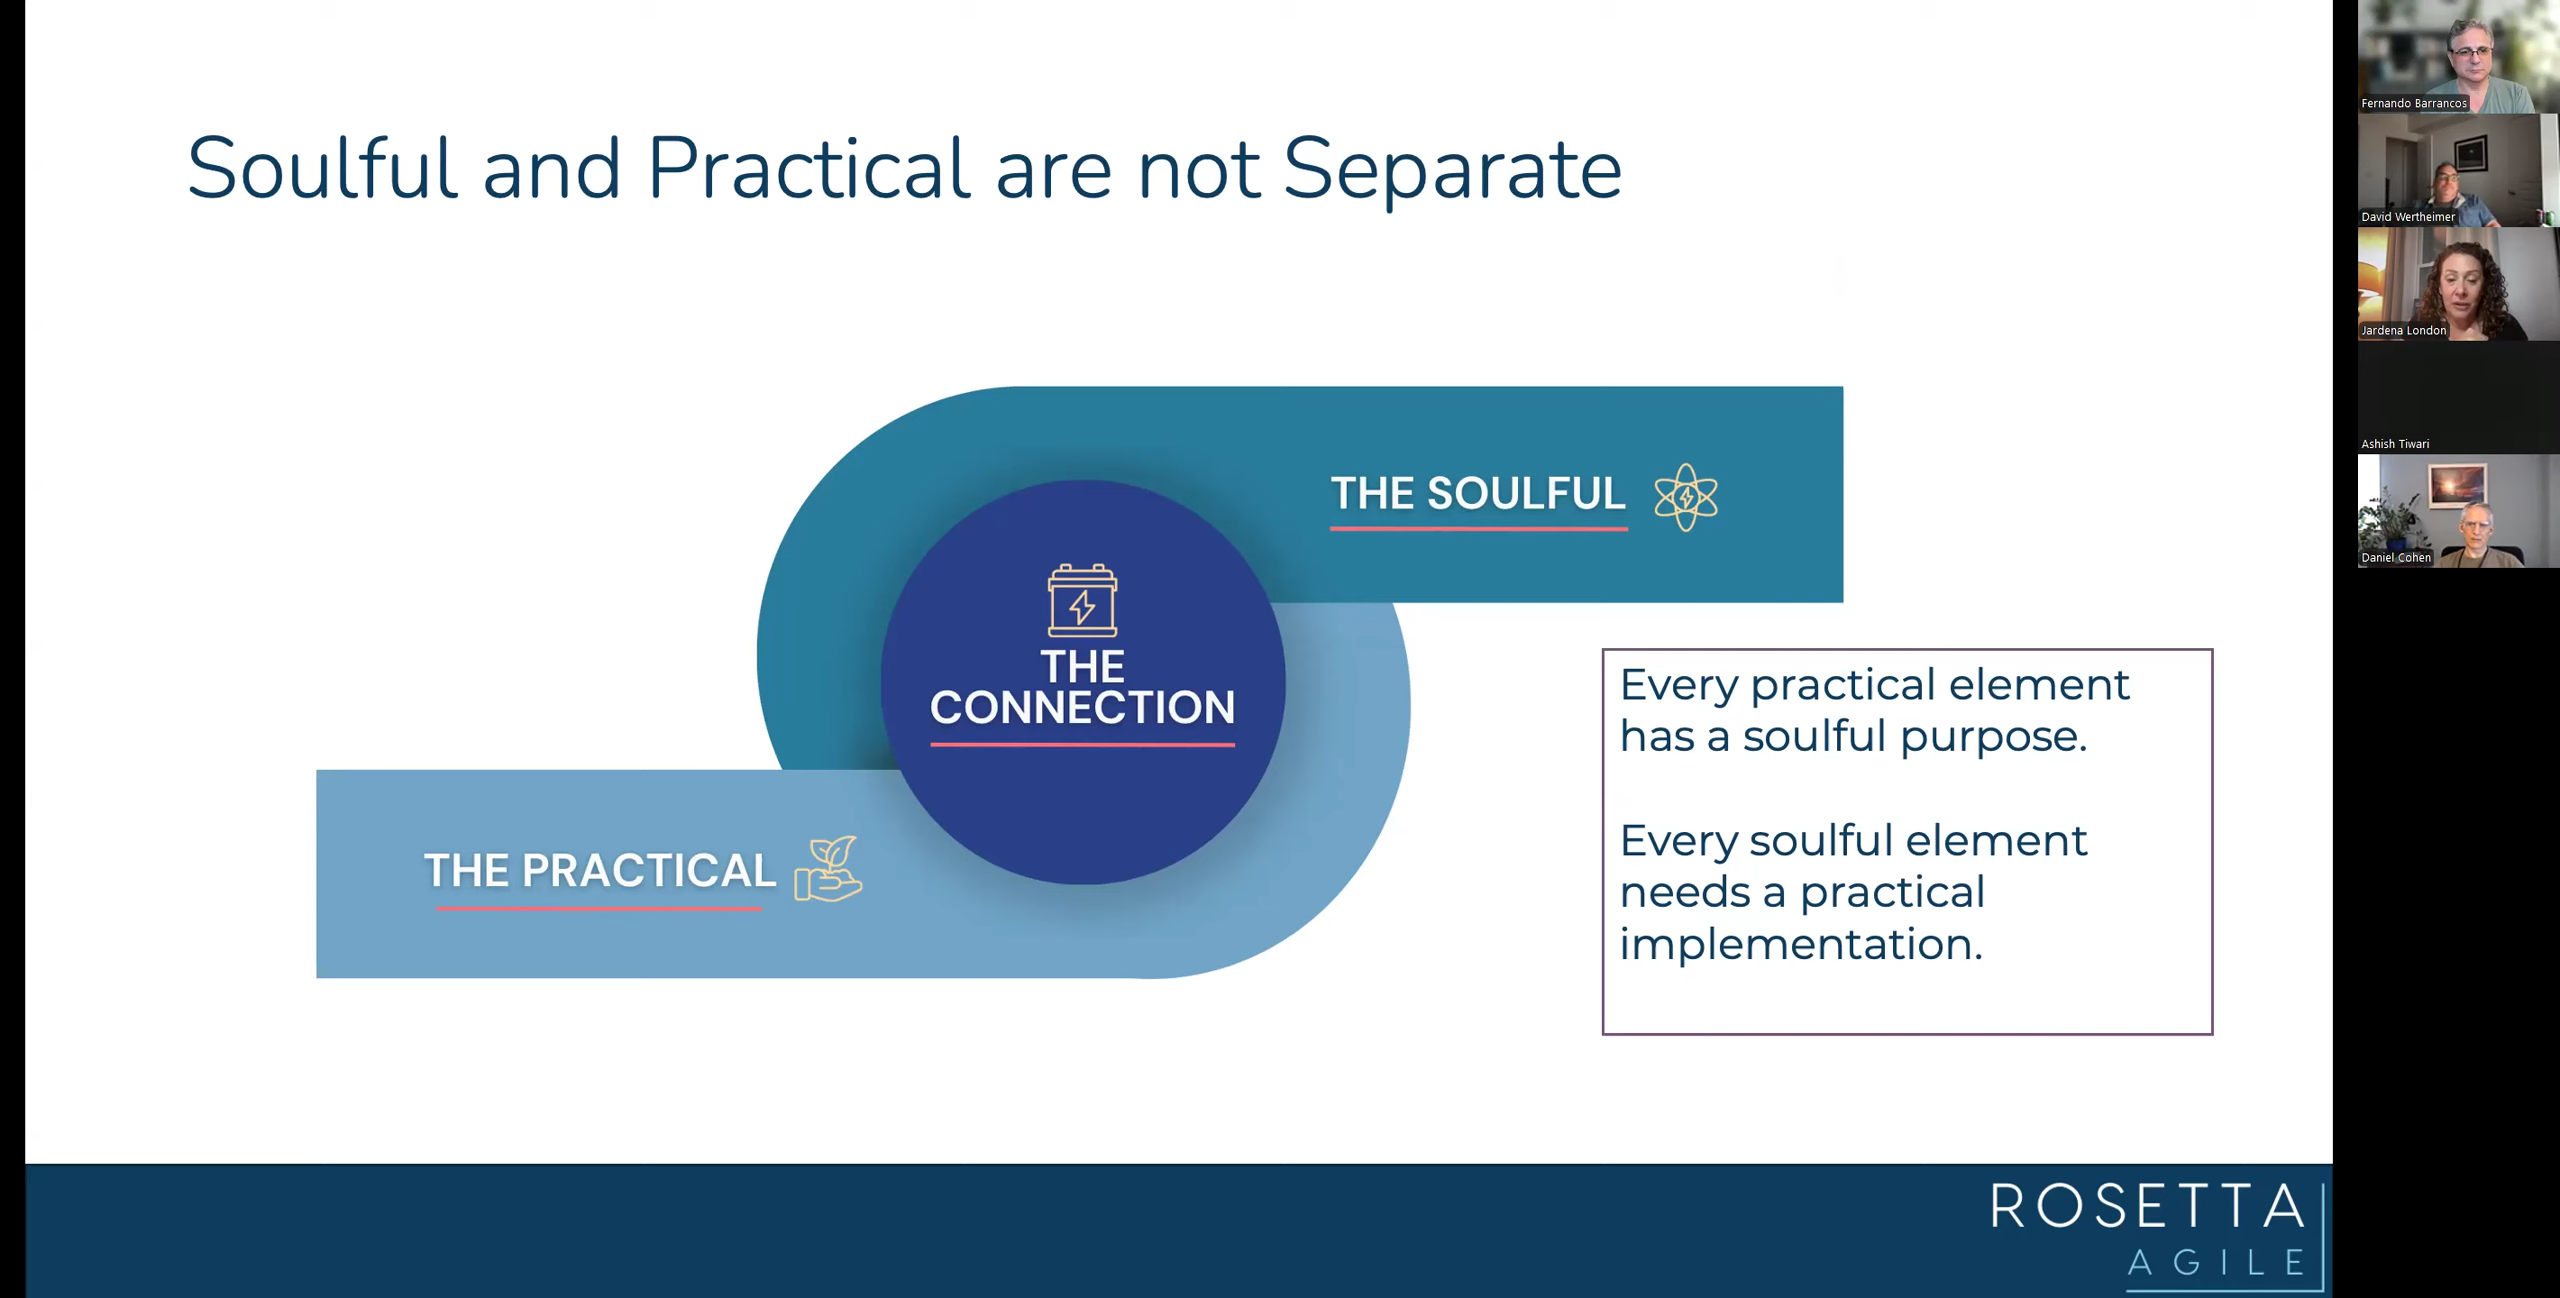 Soulful and Practical are not Separate
THE SOULFUL
THE
CONNECTION
THE PRACTICAL
Every practical element
has a soulful purpose.
Every soulful element
needs a practical
implementation.
ROSETTA
AGILE
Fernando Barrancos
David Wertheimer
Jardena London
Ashish Tiwari
Daniel Cohen